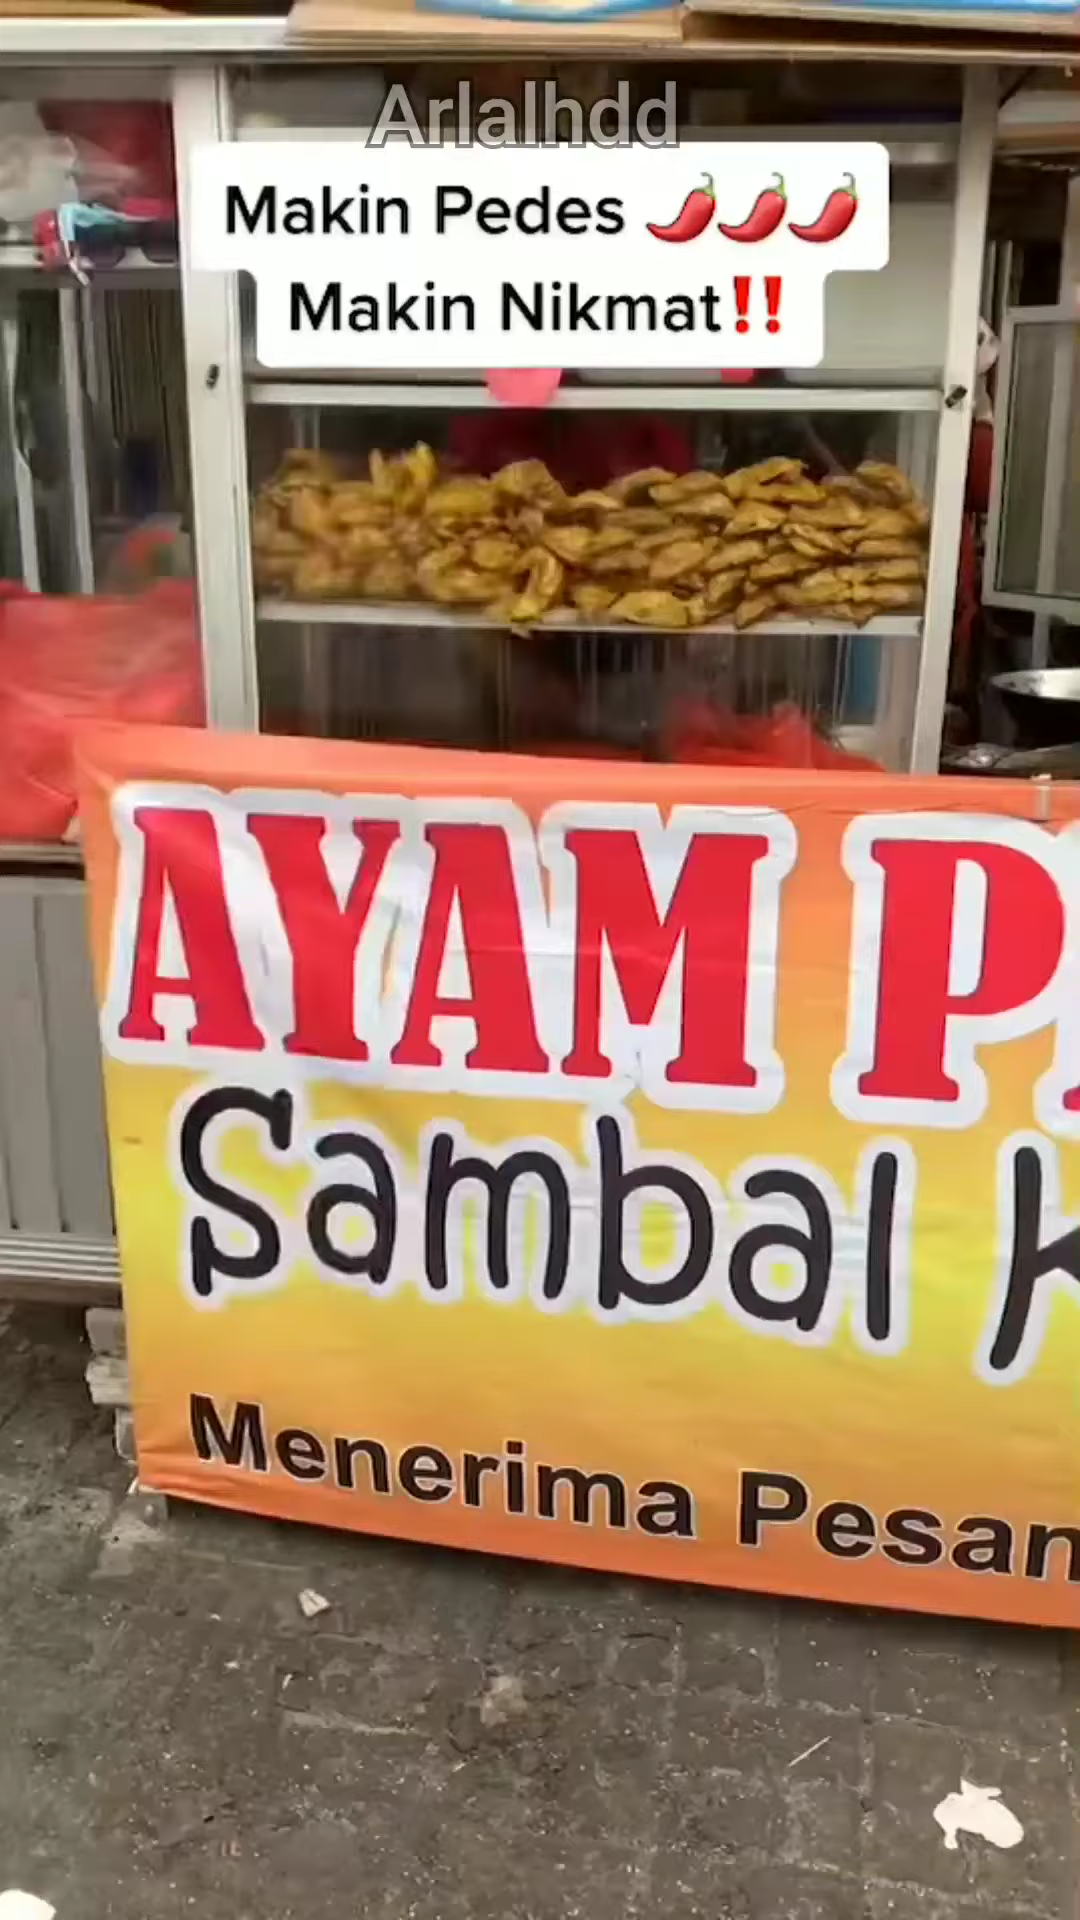 Arlalhdd
Makin Pedes 🌶️🌶️🌶️
Makin Nikmat‼️
AYAM P
Sambal K
Menerima Pesan